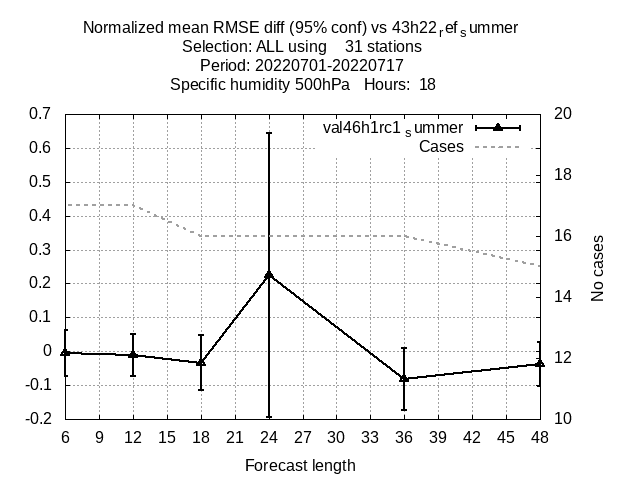 Normalized mean RMSE diff (95% conf) vs 43h22refsummer
Selection: ALL using 31 stations
Period: 20220701-20220717
Specific humidity 500hPa Hours: 18
val46h1rc1summer
Cases
0.7
0.6
0.5
0.4
0.3
0.2
0.1
0
-0.1
-0.2
20
18
16
14
12
10
No cases
6 9 12 15 18 21 24 27 30 33 36 39 42 45 48
Forecast length